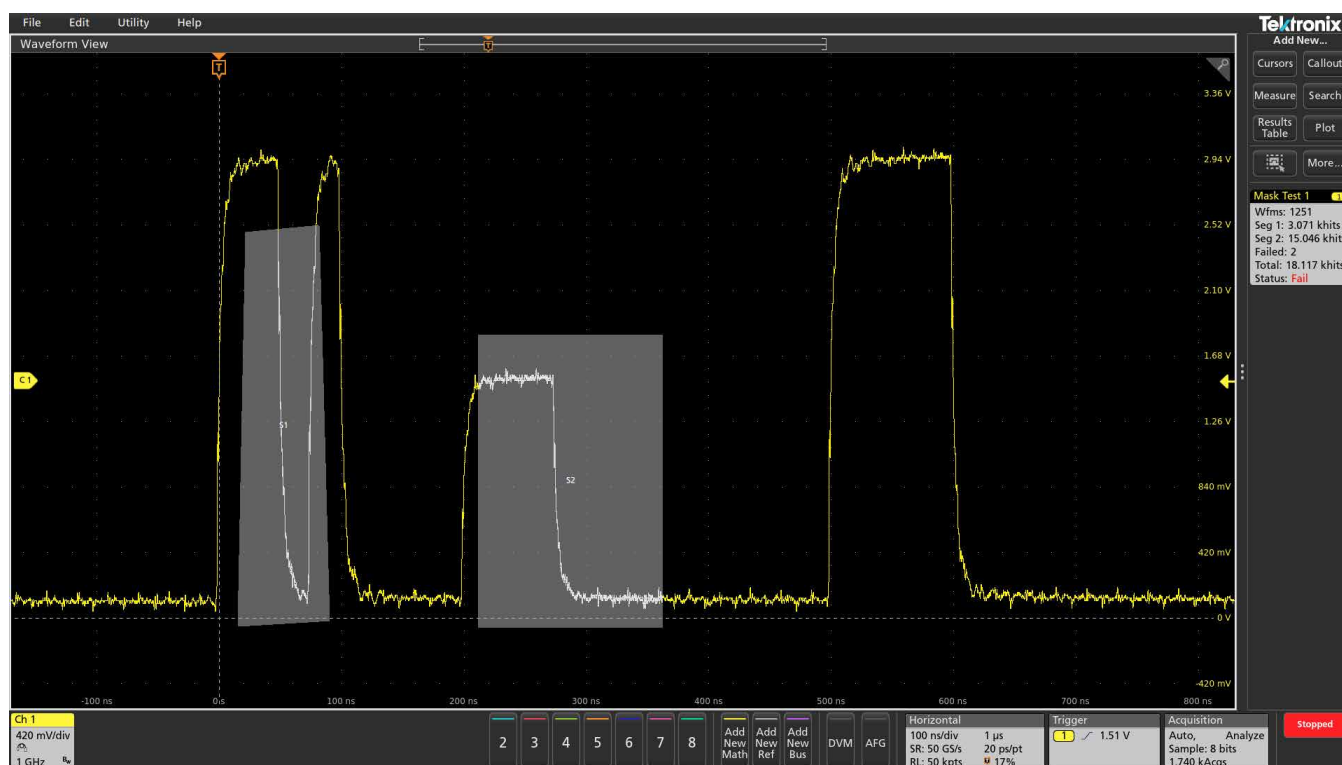 File Edit Utility Help
Tektronix
Waveform View
Add New...
Cursors Callout
Measure Search
Results Table Plot
More...
Mask Test 1 1
Wfms: 1251
Seg 1: 3.071 khits
Seg 2: 15.046 khit
Failed: 2
Total: 18.117 khits
Status: Fail
T
T
3.36 V
2.94 V
2.52 V
2.10 V
1.68 V
C 1
1.26 V
S1
S2
840 mV
420 mV
0 V
-420 mV
-100 ns 0 s 100 ns 200 ns 300 ns 400 ns 500 ns 600 ns 700 ns 800 ns
Ch 1
420 mV/div
1 GHz Bw
2 3 4 5 6 7 8
Add New Math
Add New Ref
Add New Bus
DVM AFG
Horizontal
100 ns/div 1 µs
SR: 50 GS/s 20 ps/pt
RL: 50 kpts 17%
Trigger
1 1.51 V
Acquisition
Auto, Analyze
Sample: 8 bits
1.740 kAcqs
Stopped